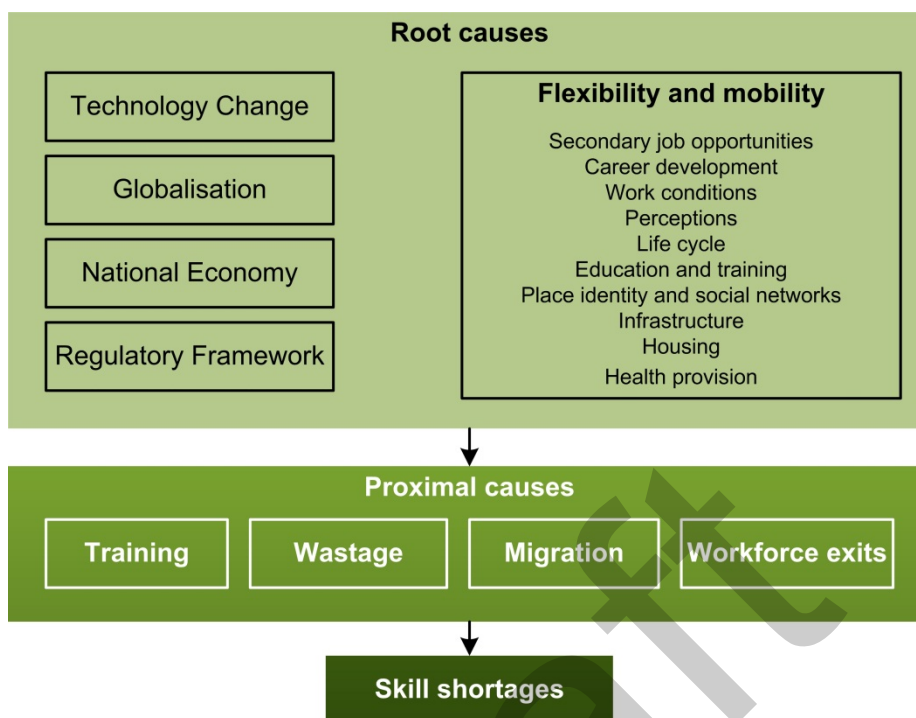 Root causes
Technology Change
Globalisation
National Economy
Regulatory Framework
Flexibility and mobility
Secondary job opportunities
Career development
Work conditions
Perceptions
Life cycle
Education and training
Place identity and social networks
Infrastructure
Housing
Health provision
Proximal causes
Training
Wastage
Migration
Workforce exits
Skill shortages